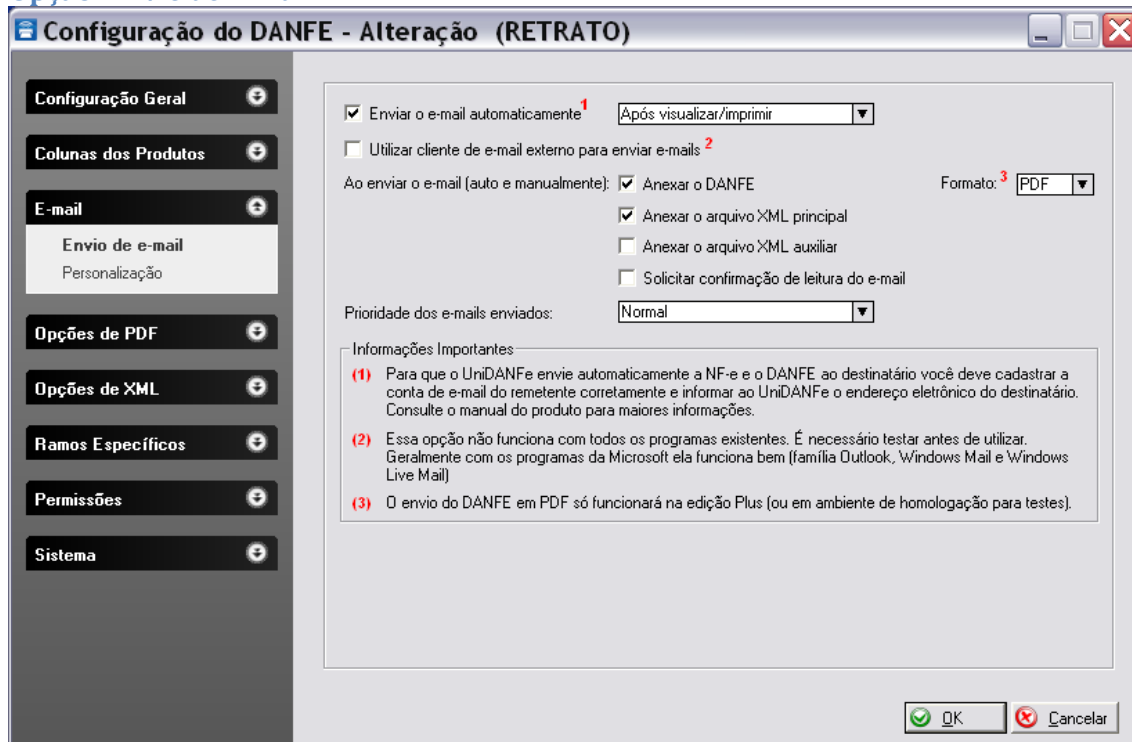 Configuração do DANFE - Alteração (RETRATO)
Configuração Geral
Colunas dos Produtos
E-mail
Envio de e-mail
Personalização
Opções de PDF
Opções de XML
Ramos Específicos
Permissões
Sistema
Enviar o e-mail automaticamente 1 Após visualizar/imprimir
Utilizar cliente de e-mail externo para enviar e-mails 2
Ao enviar o e-mail (auto e manualmente): Anexar o DANFE Formato: 3 PDF
Anexar o arquivo XML principal
Anexar o arquivo XML auxiliar
Solicitar confirmação de leitura do e-mail
Prioridade dos e-mails enviados: Normal
Informações Importantes
(1) Para que o UniDANFe envie automaticamente a NF-e e o DANFE ao destinatário você deve cadastrar a
conta de e-mail do remetente corretamente e informar ao UniDANFe o endereço eletrônico do destinatário.
Consulte o manual do produto para maiores informações.
(2) Essa opção não funciona com todos os programas existentes. É necessário testar antes de utilizar.
Geralmente com os programas da Microsoft ela funciona bem (família Outlook, Windows Mail e Windows
Live Mail)
(3) O envio do DANFE em PDF só funcionará na edição Plus (ou em ambiente de homologação para testes).
OK Cancelar